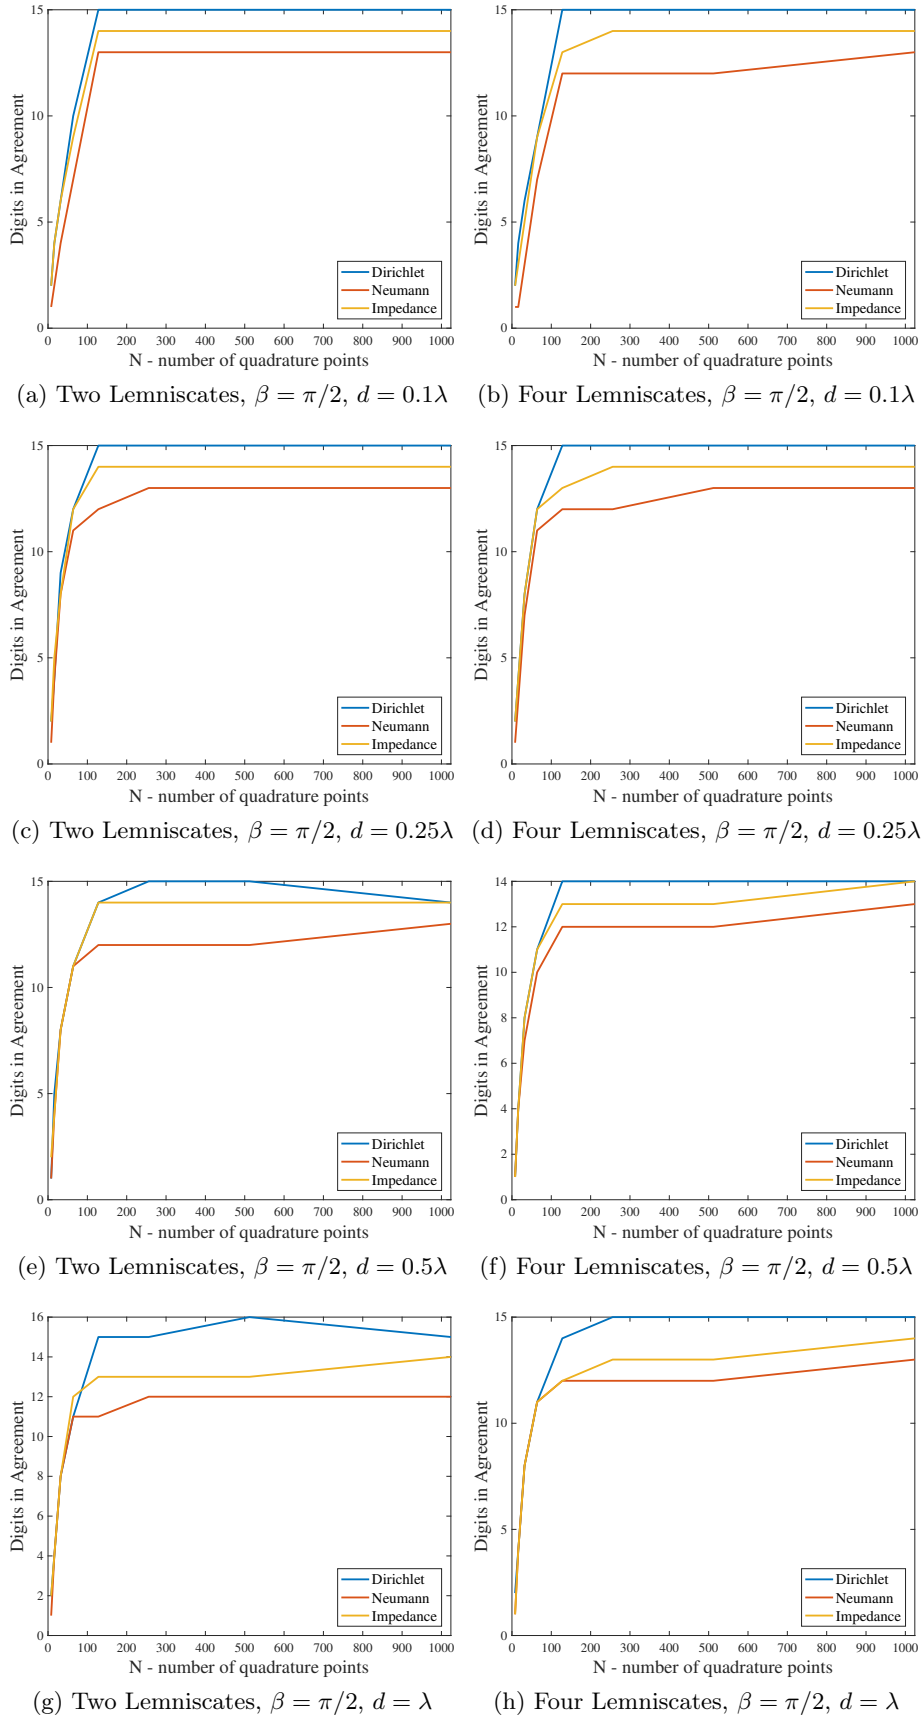 15
10
5
0
Digits in Agreement
0 100 200 300 400 500 600 700 800 900 1000
N - number of quadrature points
Dirichlet
Neumann
Impedance
(a) Two Lemniscates, β = π/2, d = 0.1λ
15
10
5
0
Digits in Agreement
0 100 200 300 400 500 600 700 800 900 1000
N - number of quadrature points
Dirichlet
Neumann
Impedance
(b) Four Lemniscates, β = π/2, d = 0.1λ
15
10
5
0
Digits in Agreement
0 100 200 300 400 500 600 700 800 900 1000
N - number of quadrature points
Dirichlet
Neumann
Impedance
(c) Two Lemniscates, β = π/2, d = 0.25λ
15
10
5
0
Digits in Agreement
0 100 200 300 400 500 600 700 800 900 1000
N - number of quadrature points
Dirichlet
Neumann
Impedance
(d) Four Lemniscates, β = π/2, d = 0.25λ
15
10
5
0
Digits in Agreement
0 100 200 300 400 500 600 700 800 900 1000
N - number of quadrature points
Dirichlet
Neumann
Impedance
(e) Two Lemniscates, β = π/2, d = 0.5λ
14
12
10
8
6
4
2
0
Digits in Agreement
0 100 200 300 400 500 600 700 800 900 1000
N - number of quadrature points
Dirichlet
Neumann
Impedance
(f) Four Lemniscates, β = π/2, d = 0.5λ
16
14
12
10
8
6
4
2
0
Digits in Agreement
0 100 200 300 400 500 600 700 800 900 1000
N - number of quadrature points
Dirichlet
Neumann
Impedance
(g) Two Lemniscates, β = π/2, d = λ
15
10
5
0
Digits in Agreement
0 100 200 300 400 500 600 700 800 900 1000
N - number of quadrature points
Dirichlet
Neumann
Impedance
(h) Four Lemniscates, β = π/2, d = λ